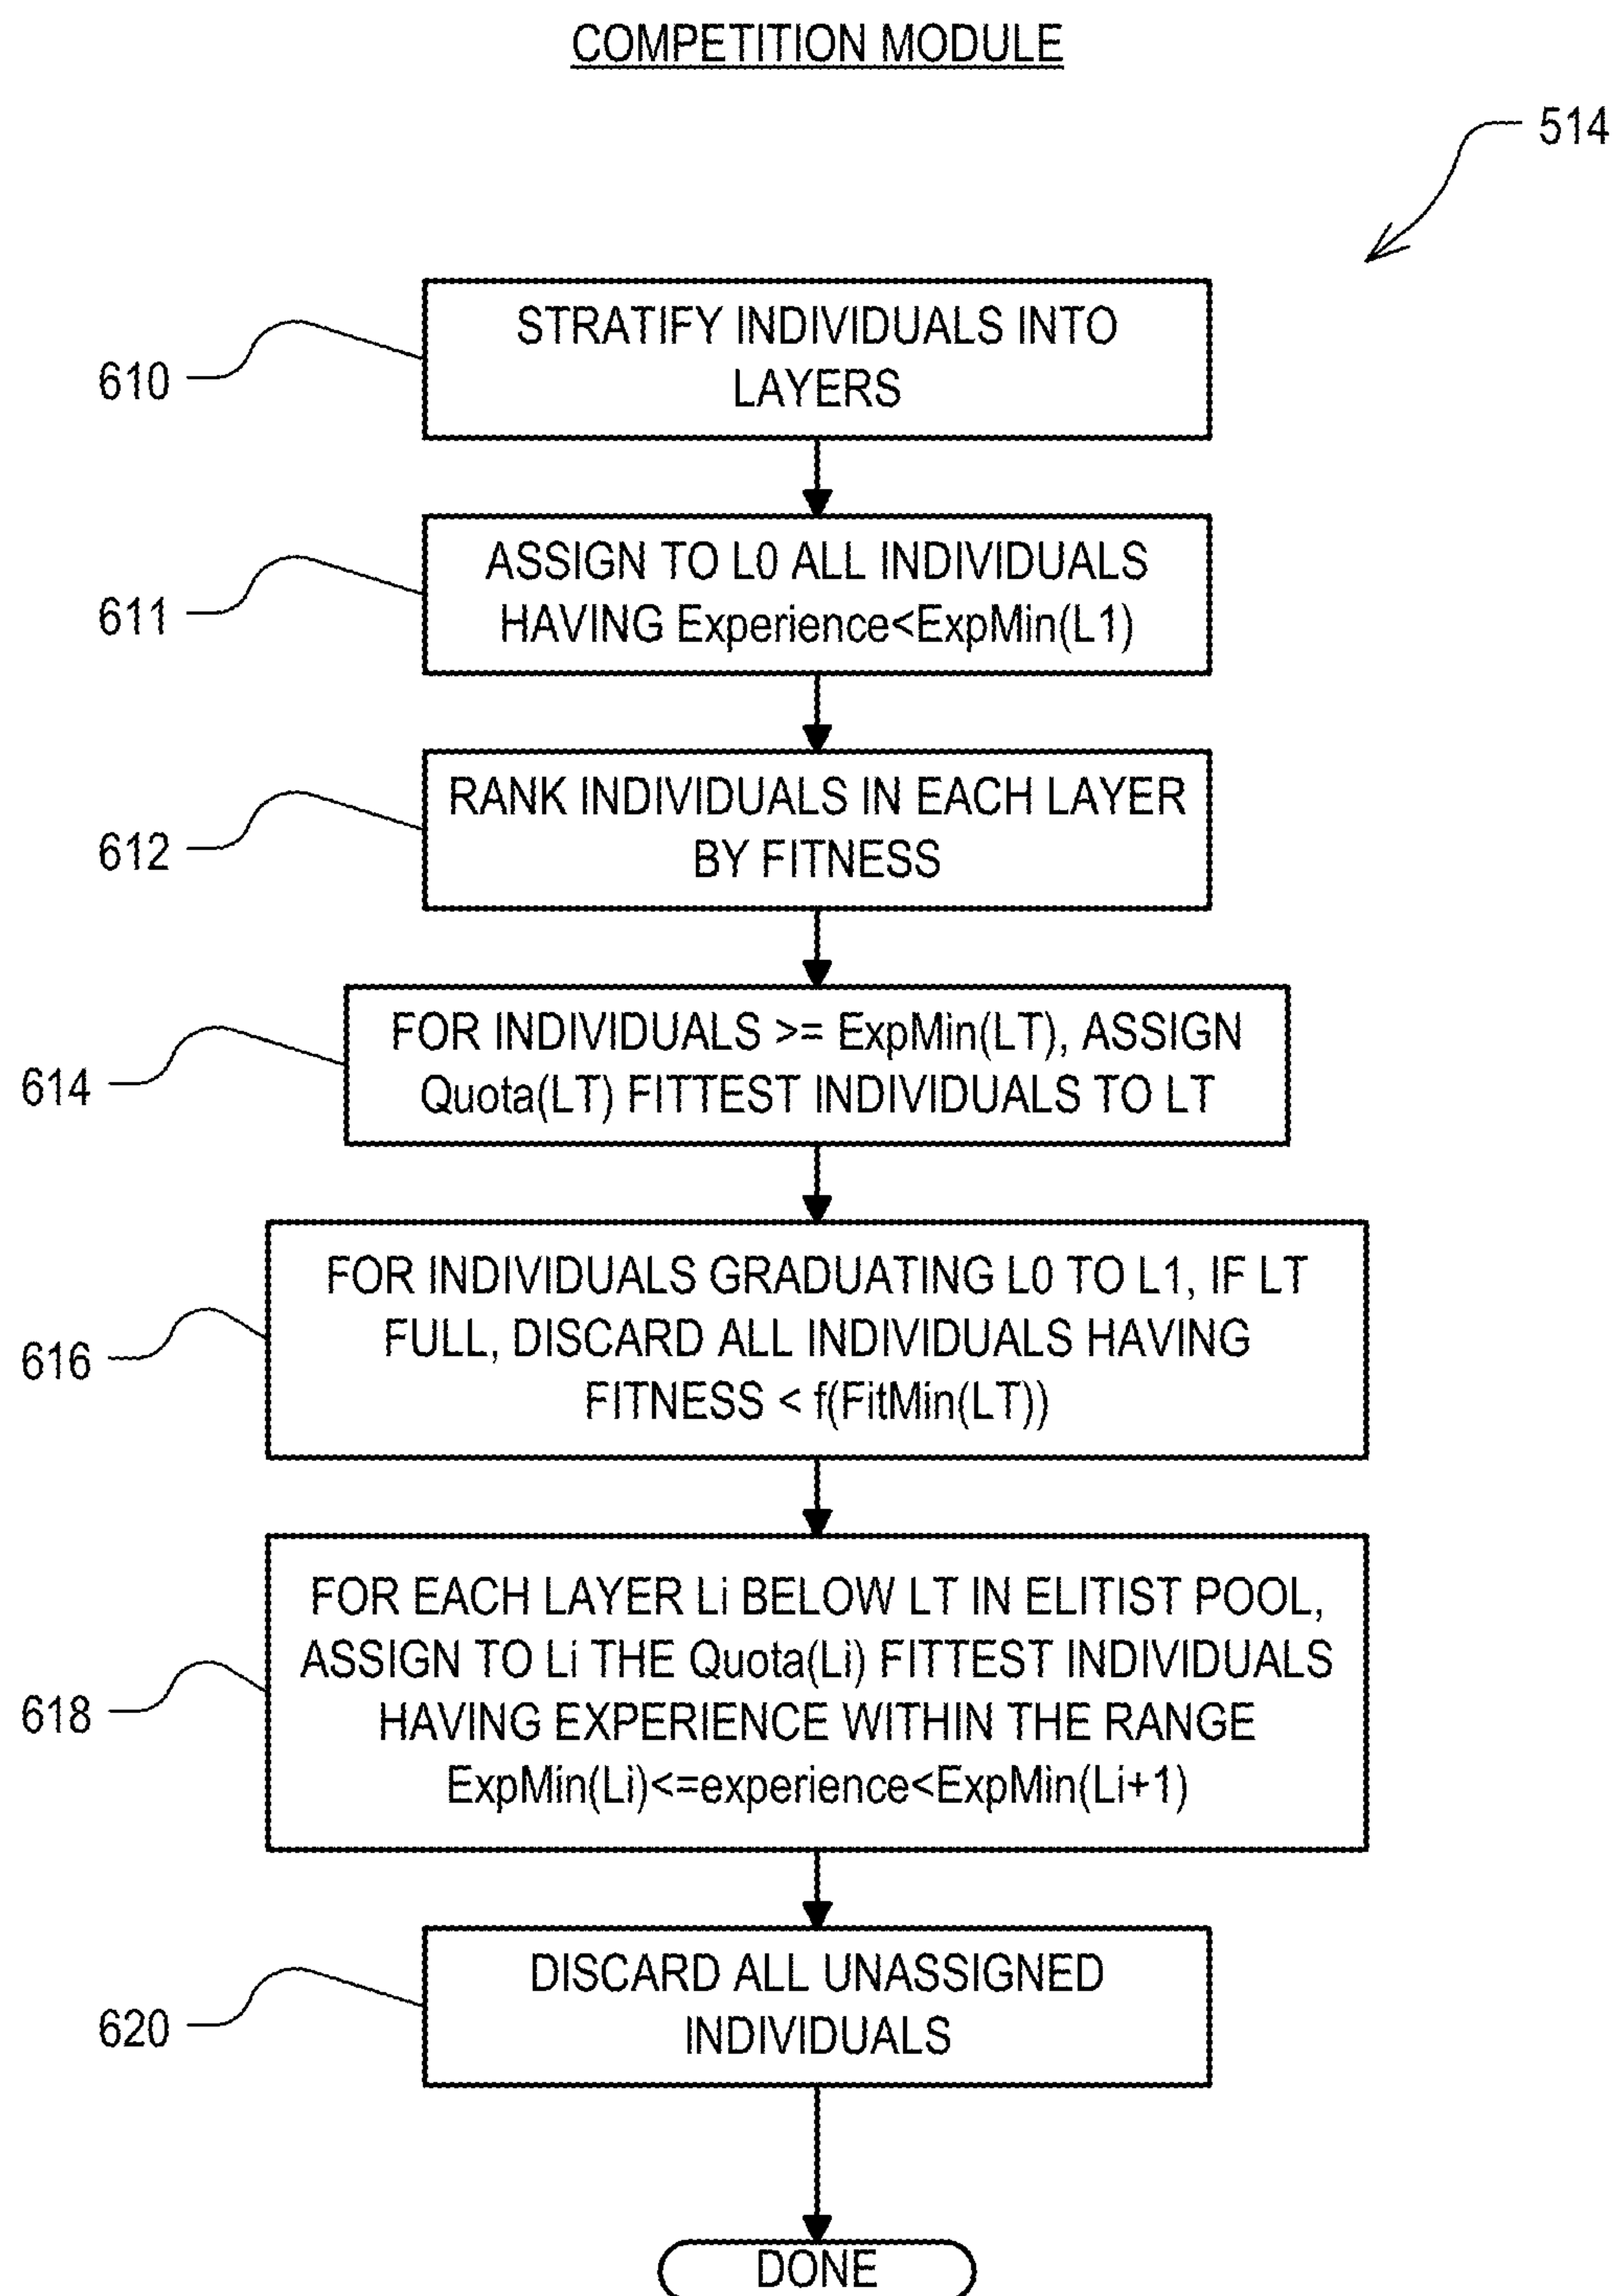 COMPETITION MODULE
514
610
STRATIFY INDIVIDUALS INTO
LAYERS
611
ASSIGN TO L0 ALL INDIVIDUALS
HAVING Experience<ExpMin(L1)
612
RANK INDIVIDUALS IN EACH LAYER
BY FITNESS
614
FOR INDIVIDUALS >= ExpMin(LT), ASSIGN
Quota(LT) FITTEST INDIVIDUALS TO LT
616
FOR INDIVIDUALS GRADUATING L0 TO L1, IF LT
FULL, DISCARD ALL INDIVIDUALS HAVING
FITNESS < f(FitMin(LT))
618
FOR EACH LAYER Li BELOW LT IN ELITIST POOL,
ASSIGN TO Li THE Quota(Li) FITTEST INDIVIDUALS
HAVING EXPERIENCE WITHIN THE RANGE
ExpMin(Li)<=experience<ExpMin(Li+1)
620
DISCARD ALL UNASSIGNED
INDIVIDUALS
DONE